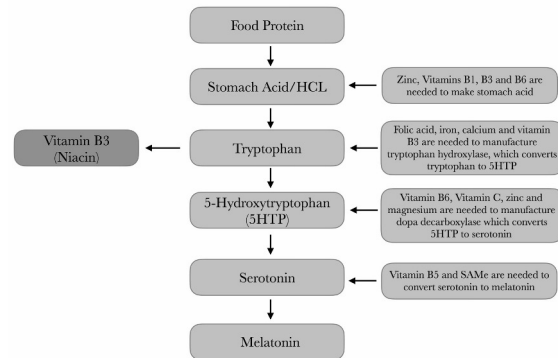 Food Protein
Stomach Acid/HCL
Zinc, Vitamins B1, B3 and B6 are
needed to make stomach acid
Vitamin B3
(Niacin)
Tryptophan
Folic acid, iron, calcium and vitamin
B3 are needed to manufacture
tryptophan hydroxylase, which converts
tryptophan to 5HTP
5-Hydroxytryptophan
(5HTP)
Vitamin B6, Vitamin C, zinc and
magnesium are needed to manufacture
dopa decarboxylase which converts
5HTP to serotonin
Serotonin
Vitamin B5 and SAMe are needed to
convert serotonin to melatonin
Melatonin